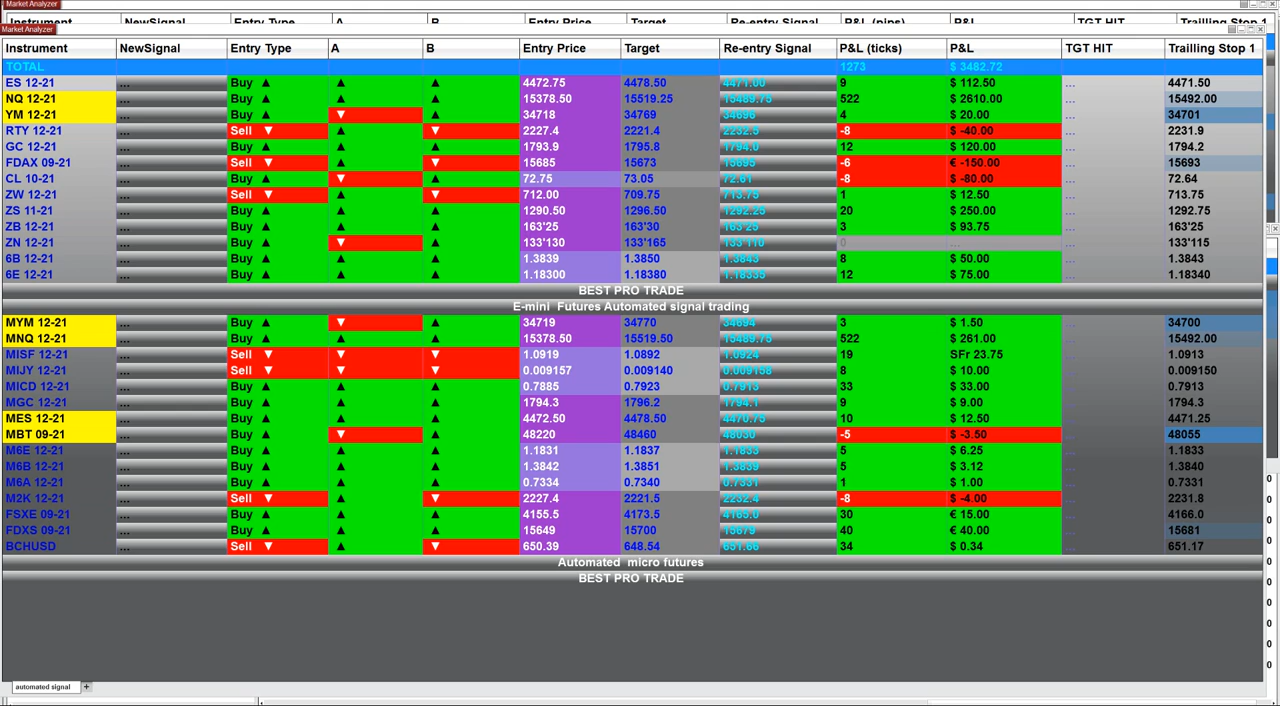 Market Analyzer
Instrument NewSignal Entry Type A B Entry Price Target Re-entry Signal P&L (pips) P&L TGT HIT Trailling Stop 1
Market Analyzer
Instrument NewSignal Entry Type A B Entry Price Target Re-entry Signal P&L (ticks) P&L TGT HIT Trailling Stop 1
TOTAL 1273 $ 3482.72
ES 12-21 ... Buy ▲ ▲ ▲ 4472.75 4478.50 4471.00 9 $ 112.50 ... 4471.50
NQ 12-21 ... Buy ▲ ▲ ▲ 15378.50 15519.25 15489.75 522 $ 2610.00 ... 15492.00
YM 12-21 ... Buy ▲ ▼ ▲ 34718 34769 34696 4 $ 20.00 ... 34701
RTY 12-21 ... Sell ▼ ▲ ▼ 2227.4 2221.4 2232.5 -8 $ -40.00 ... 2231.9
GC 12-21 ... Buy ▲ ▲ ▲ 1793.9 1795.8 1794.0 12 $ 120.00 ... 1794.2
FDAX 09-21 ... Sell ▼ ▲ ▼ 15685 15673 15695 -6 € -150.00 ... 15693
CL 10-21 ... Buy ▲ ▼ ▲ 72.75 73.05 72.61 -8 $ -80.00 ... 72.64
ZW 12-21 ... Sell ▼ ▲ ▼ 712.00 709.75 713.75 1 $ 12.50 ... 713.75
ZS 11-21 ... Buy ▲ ▲ ▲ 1290.50 1296.50 1292.25 20 $ 250.00 ... 1292.75
ZB 12-21 ... Buy ▲ ▲ ▲ 163'25 163'30 163'25 3 $ 93.75 ... 163'25
ZN 12-21 ... Buy ▲ ▼ ▲ 133'130 133'165 133'110 0 ... ... 133'115
6B 12-21 ... Buy ▲ ▲ ▲ 1.3839 1.3850 1.3843 8 $ 50.00 ... 1.3843
6E 12-21 ... Buy ▲ ▲ ▲ 1.18300 1.18380 1.18335 12 $ 75.00 ... 1.18340
BEST PRO TRADE
E-mini Futures Automated signal trading
MYM 12-21 ... Buy ▲ ▼ ▲ 34719 34770 34694 3 $ 1.50 ... 34700
MNQ 12-21 ... Buy ▲ ▲ ▲ 15378.50 15519.50 15489.75 522 $ 261.00 ... 15492.00
MISF 12-21 ... Sell ▼ ▼ ▼ 1.0919 1.0892 1.0924 19 SFr 23.75 ... 1.0913
MIJY 12-21 ... Sell ▼ ▼ ▼ 0.009157 0.009140 0.009158 8 $ 10.00 ... 0.009150
MICD 12-21 ... Buy ▲ ▲ ▲ 0.7885 0.7923 0.7913 33 $ 33.00 ... 0.7913
MGC 12-21 ... Buy ▲ ▲ ▲ 1794.3 1796.2 1794.1 9 $ 9.00 ... 1794.3
MES 12-21 ... Buy ▲ ▲ ▲ 4472.50 4478.50 4470.75 10 $ 12.50 ... 4471.25
MBT 09-21 ... Buy ▲ ▼ ▲ 48220 48460 48030 -5 $ -3.50 ... 48055
M6E 12-21 ... Buy ▲ ▲ ▲ 1.1831 1.1837 1.1833 5 $ 6.25 ... 1.1833
M6B 12-21 ... Buy ▲ ▲ ▲ 1.3842 1.3851 1.3839 5 $ 3.12 ... 1.3840
M6A 12-21 ... Buy ▲ ▲ ▲ 0.7334 0.7340 0.7331 1 $ 1.00 ... 0.7334
M2K 12-21 ... Sell ▼ ▲ ▼ 2227.4 2221.5 2232.4 -8 $ -4.00 ... 2231.8
FSXE 09-21 ... Buy ▲ ▲ ▲ 4155.5 4173.5 4165.0 30 € 15.00 ... 4166.0
FDXS 09-21 ... Buy ▲ ▲ ▲ 15649 15700 15679 40 € 40.00 ... 15681
BCHUSD ... Sell ▼ ▲ ▼ 650.39 648.54 651.66 34 $ 0.34 ... 651.17
Automated micro futures
BEST PRO TRADE
automated signal +